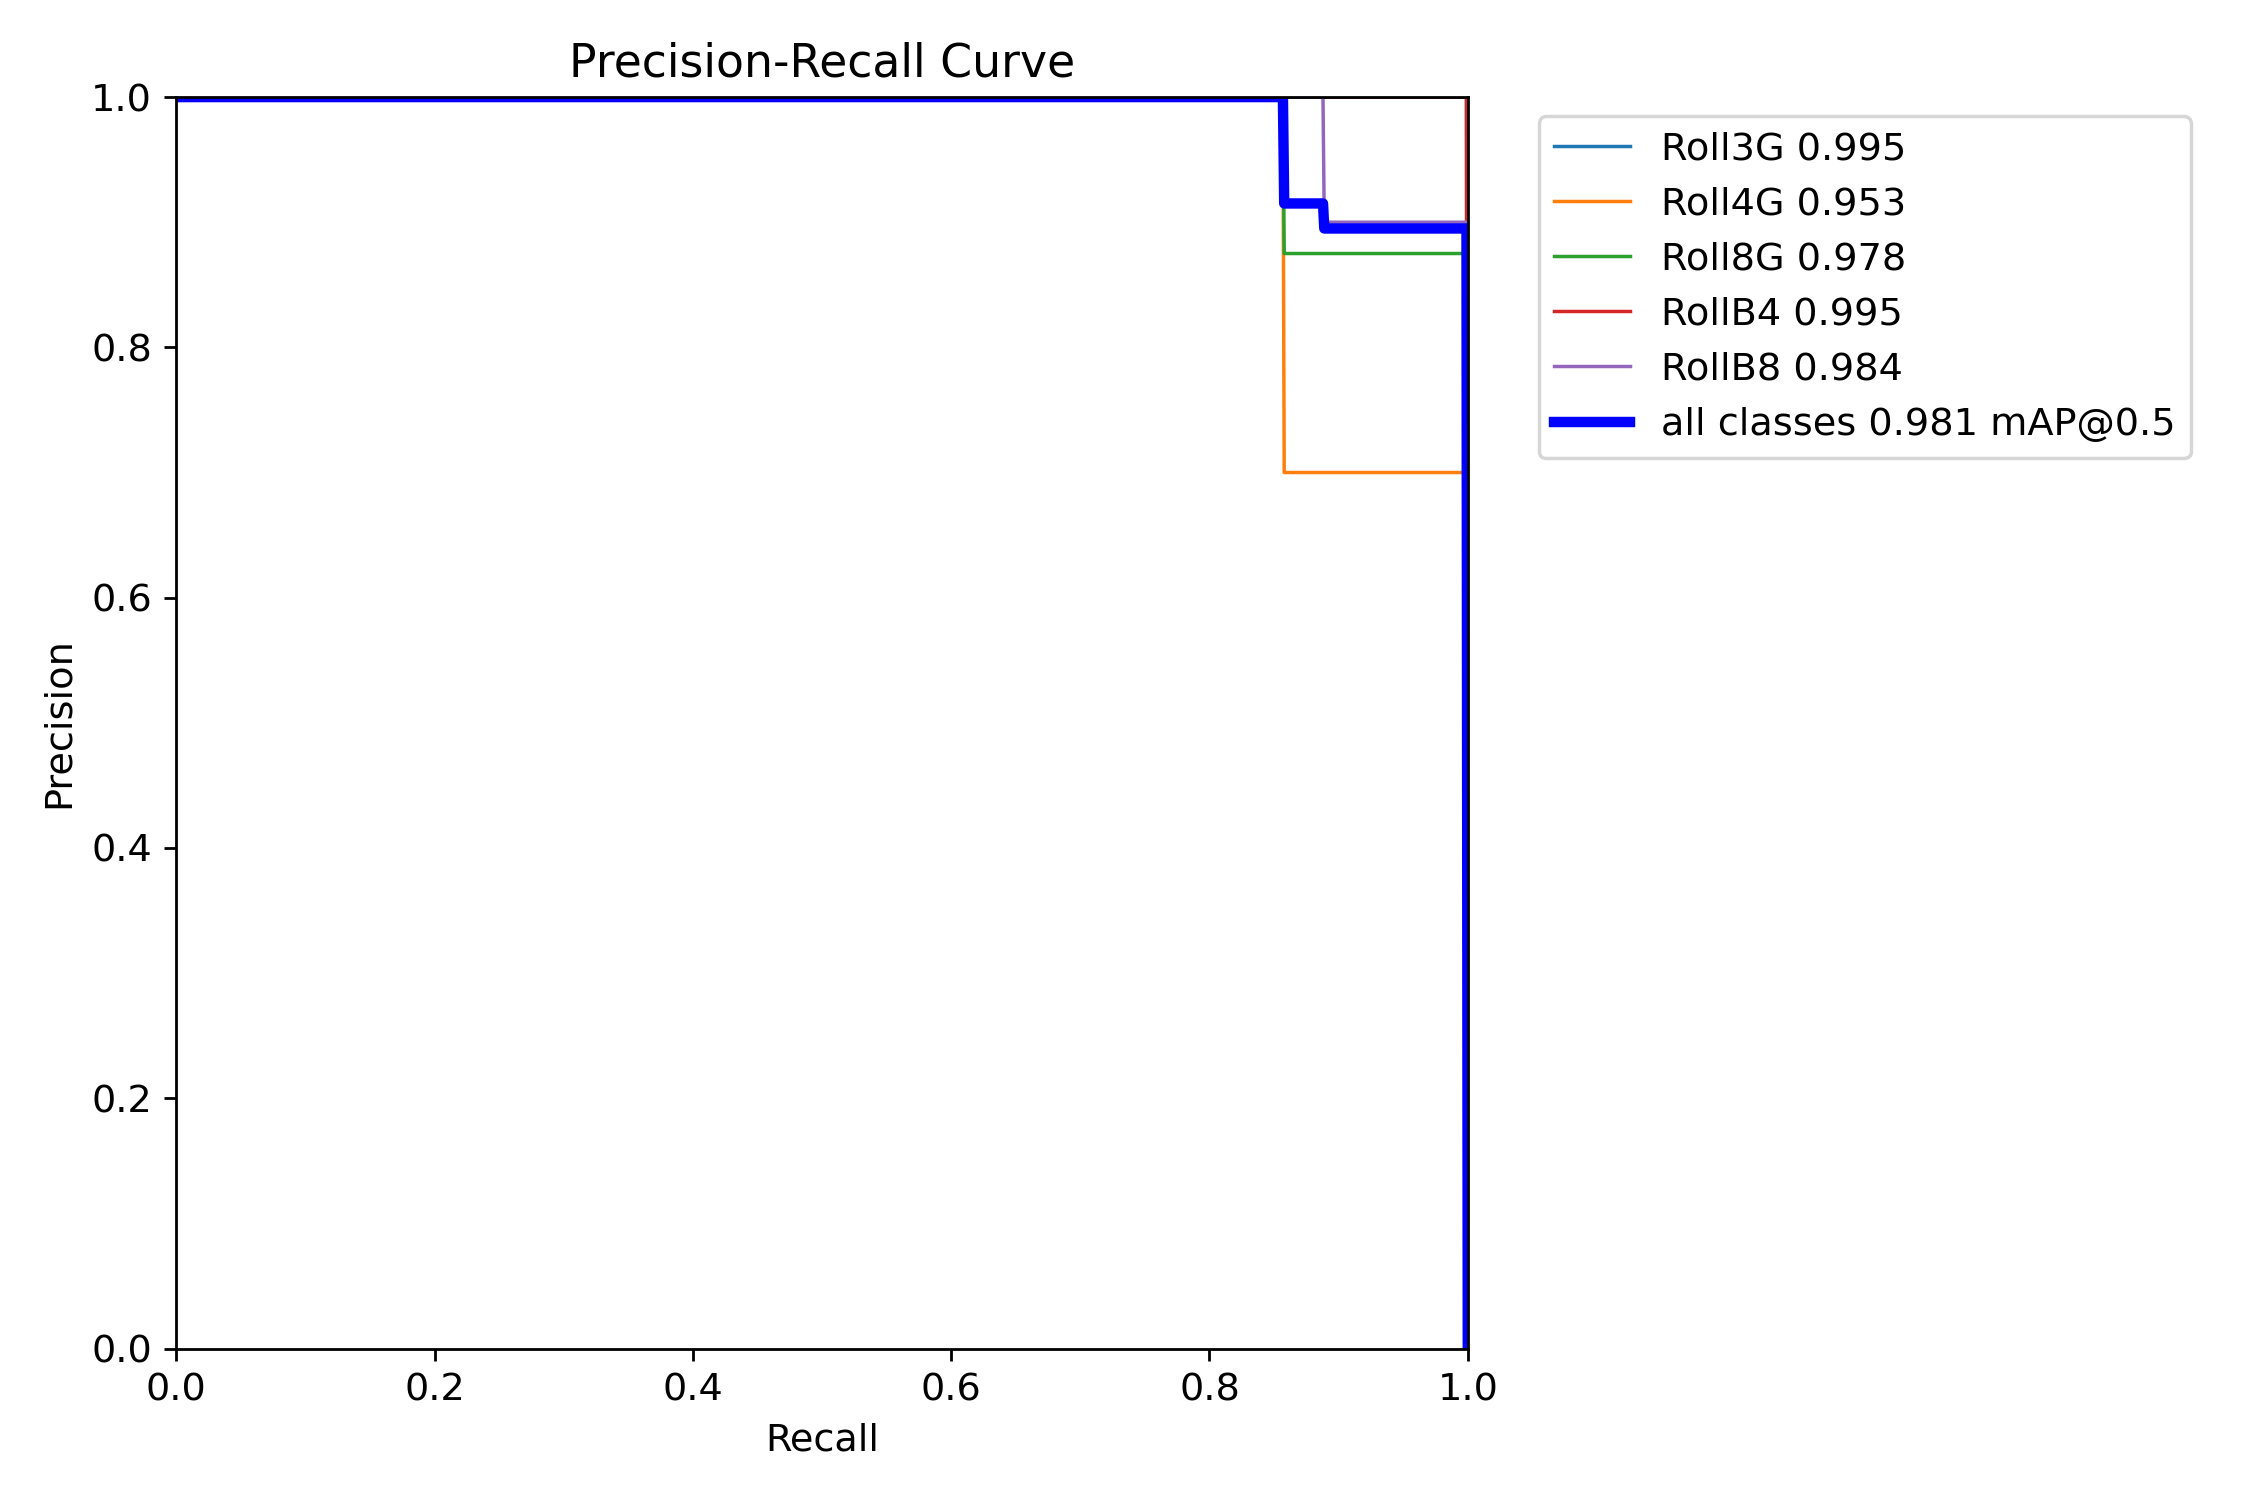 Precision-Recall Curve
1.0
0.8
0.6
0.4
0.2
0.0
Precision
0.0 0.2 0.4 0.6 0.8 1.0
Recall
Roll3G 0.995
Roll4G 0.953
Roll8G 0.978
RollB4 0.995
RollB8 0.984
all classes 0.981 mAP@0.5